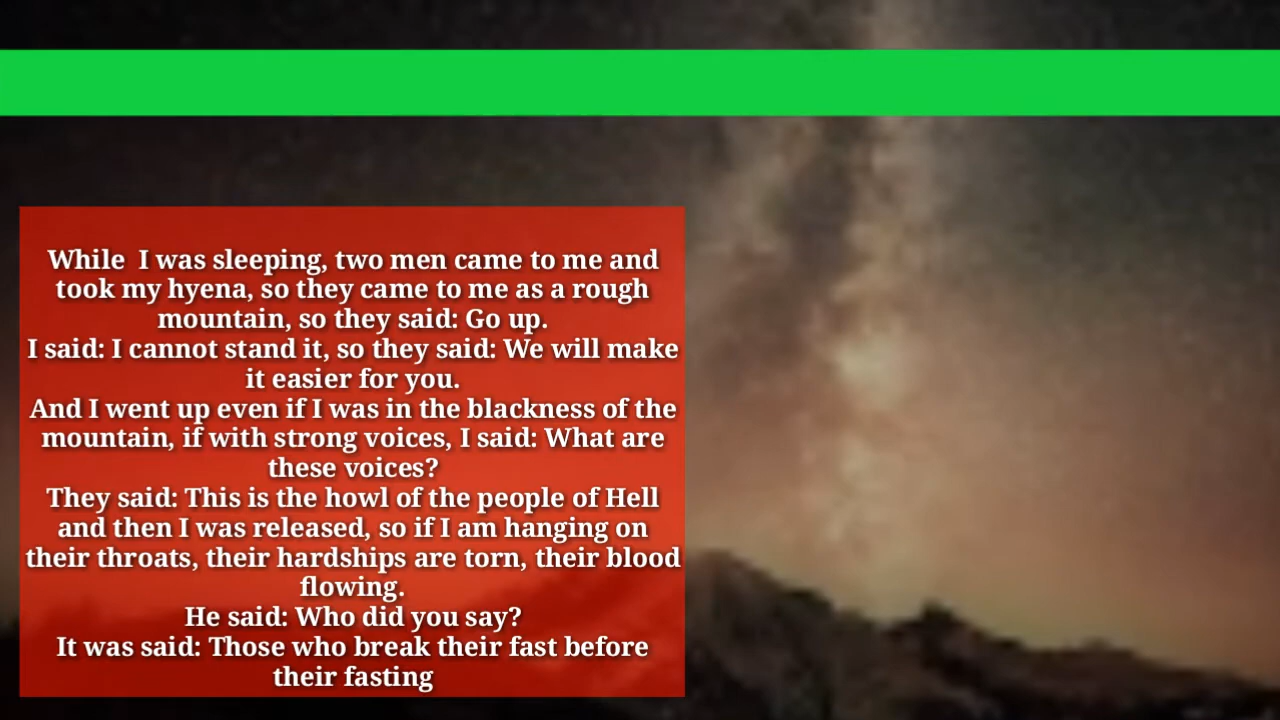 While  I was sleeping, two men came to me and
took my hyena, so they came to me as a rough
mountain, so they said: Go up.
I said: I cannot stand it, so they said: We will make
it easier for you.
And I went up even if I was in the blackness of the
mountain, if with strong voices, I said: What are
these voices?
They said: This is the howl of the people of Hell
and then I was released, so if I am hanging on
their throats, their hardships are torn, their blood
flowing.
He said: Who did you say?
It was said: Those who break their fast before
their fasting